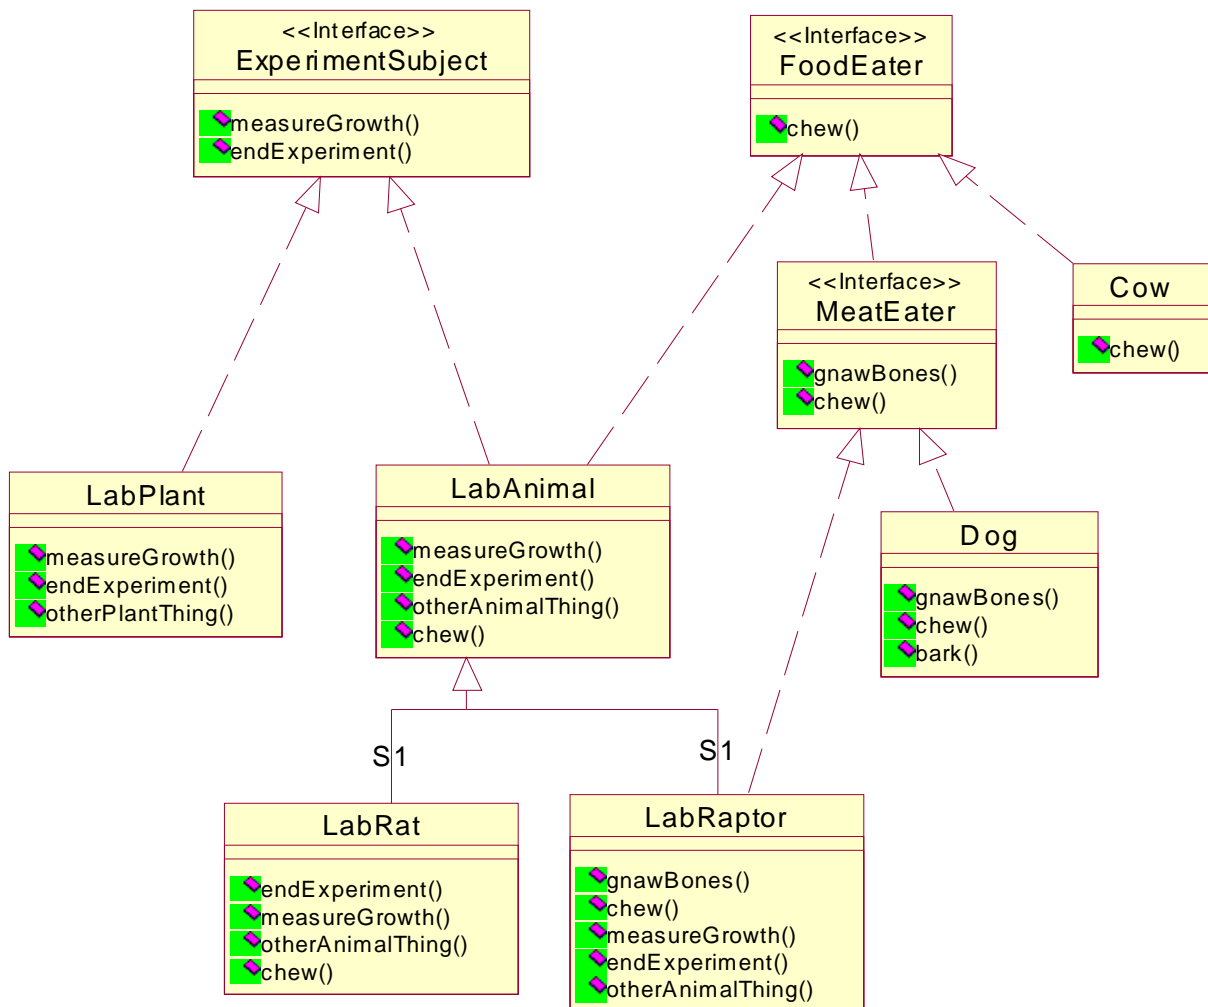 <<Interface>>
ExperimentSubject
measureGrowth()
endExperiment()
<<Interface>>
FoodEater
chew()
<<Interface>>
MeatEater
gnawBones()
chew()
Cow
chew()
LabPlant
measureGrowth()
endExperiment()
otherPlantThing()
LabAnimal
measureGrowth()
endExperiment()
otherAnimalThing()
chew()
Dog
gnawBones()
chew()
bark()
S1
S1
LabRat
endExperiment()
measureGrowth()
otherAnimalThing()
chew()
LabRaptor
gnawBones()
chew()
measureGrowth()
endExperiment()
otherAnimalThing()